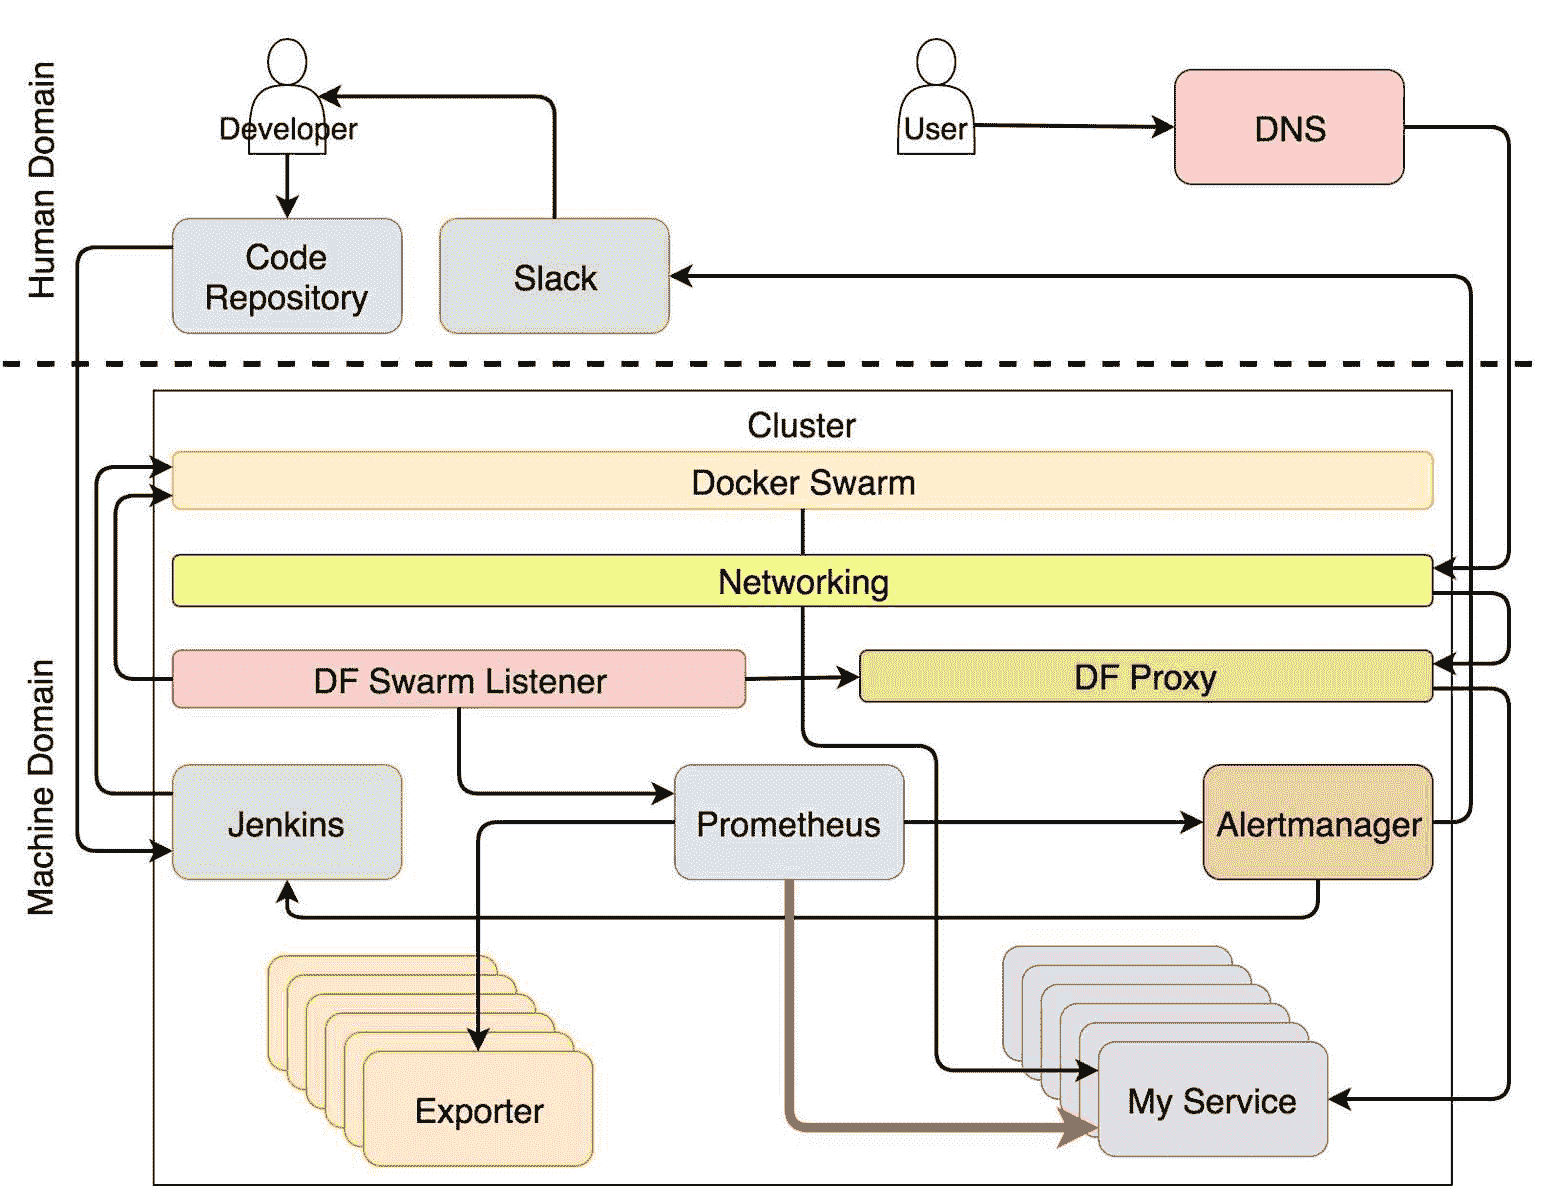 Human Domain
Developer
User
DNS
Code
Repository
Slack
Cluster
Docker Swarm
Networking
DF Swarm Listener
DF Proxy
Machine Domain
Jenkins
Prometheus
Alertmanager
Exporter
My Service